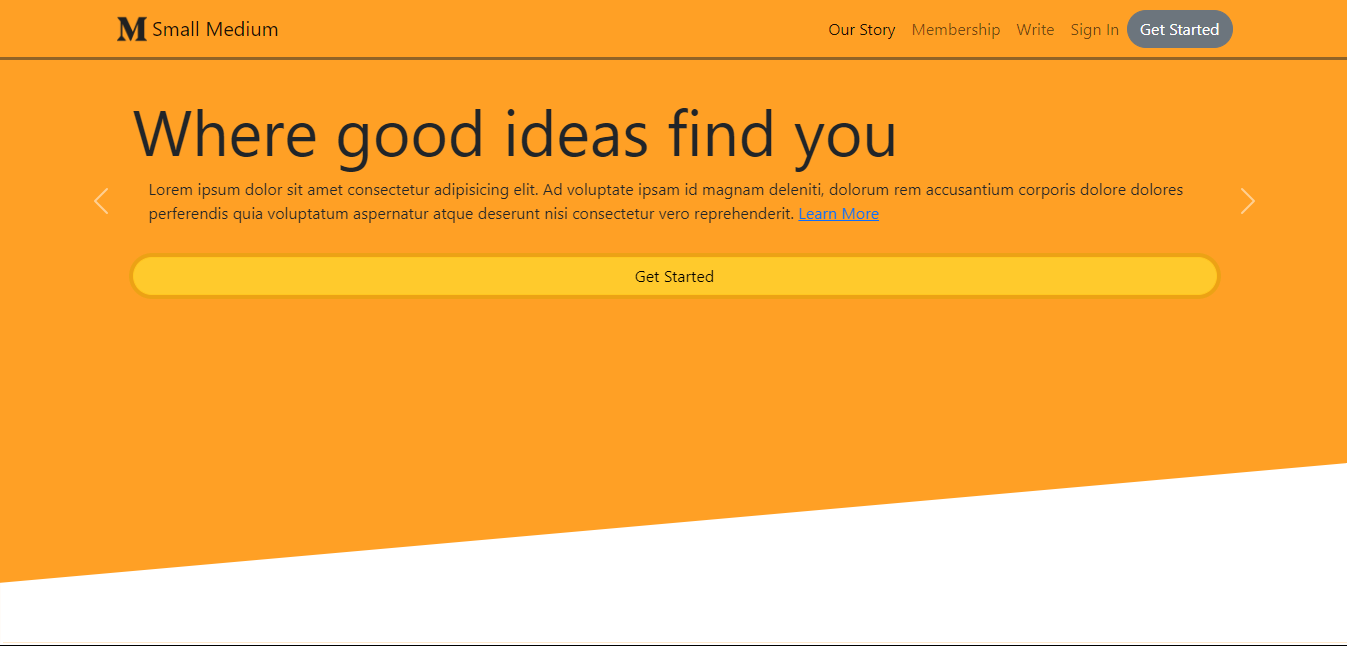 M Small Medium
Our Story Membership Write Sign In Get Started
Where good ideas find you
Lorem ipsum dolor sit amet consectetur adipisicing elit. Ad voluptate ipsam id magnam deleniti, dolorum rem accusantium corporis dolore dolores
perferendis quia voluptatum aspernatur atque deserunt nisi consectetur vero reprehenderit. Learn More
Get Started